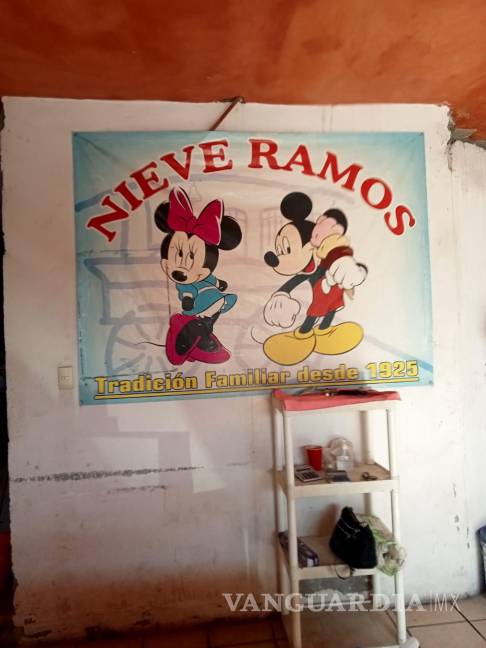 NIEVE RAMOS
Tradición Familiar desde 1925
VANGUARDIA|MX